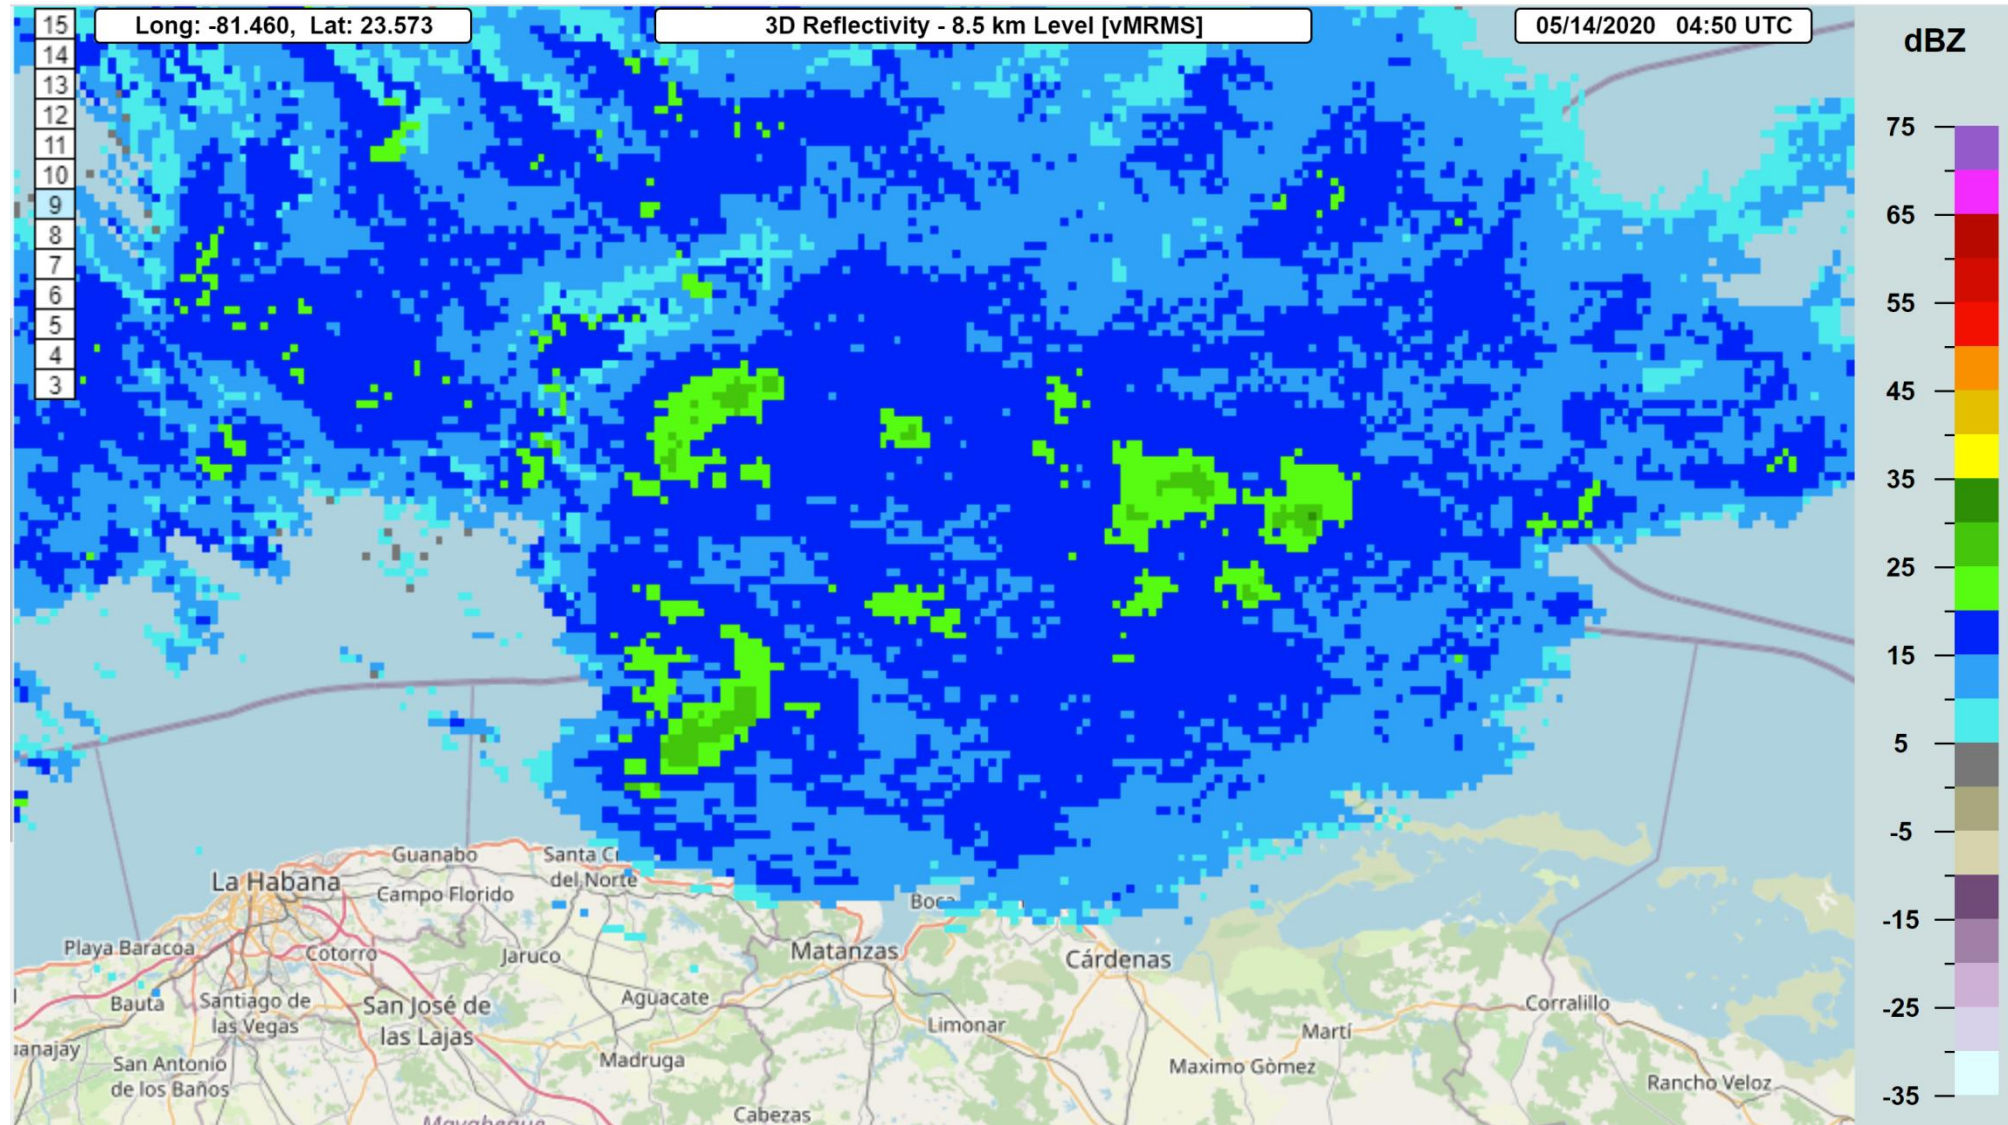 Long: -81.460, Lat: 23.573
3D Reflectivity - 8.5 km Level [vMRMS]
05/14/2020 04:50 UTC
dBZ
15
14
13
12
11
10
9
8
7
6
5
4
3
75
65
55
45
35
25
15
5
-5
-15
-25
-35
Guanabo
Santa Cr
del Norte
La Habana
Campo Florido
Boca
Playa Baracoa
Cotorro
Jaruco
Matanzas
Cárdenas
Bauta
Santiago de
las Vegas
San José de
las Lajas
Aguacate
Limonar
Martí
Corralillo
uanajay
San Antonio
de los Baños
Madruga
Maximo Gòmez
Rancho Veloz
Cabezas
Mayabeque